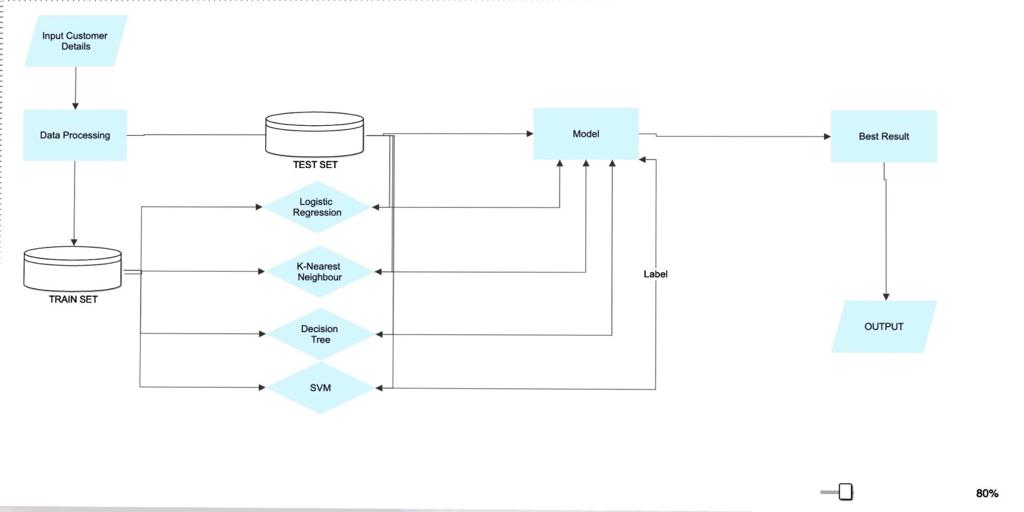 Input Customer
Details
Data Processing
TEST SET
Model
Best Result
Logistic
Regression
K-Nearest
Neighbour
TRAIN SET
Label
Decision
Tree
OUTPUT
SVM
80%